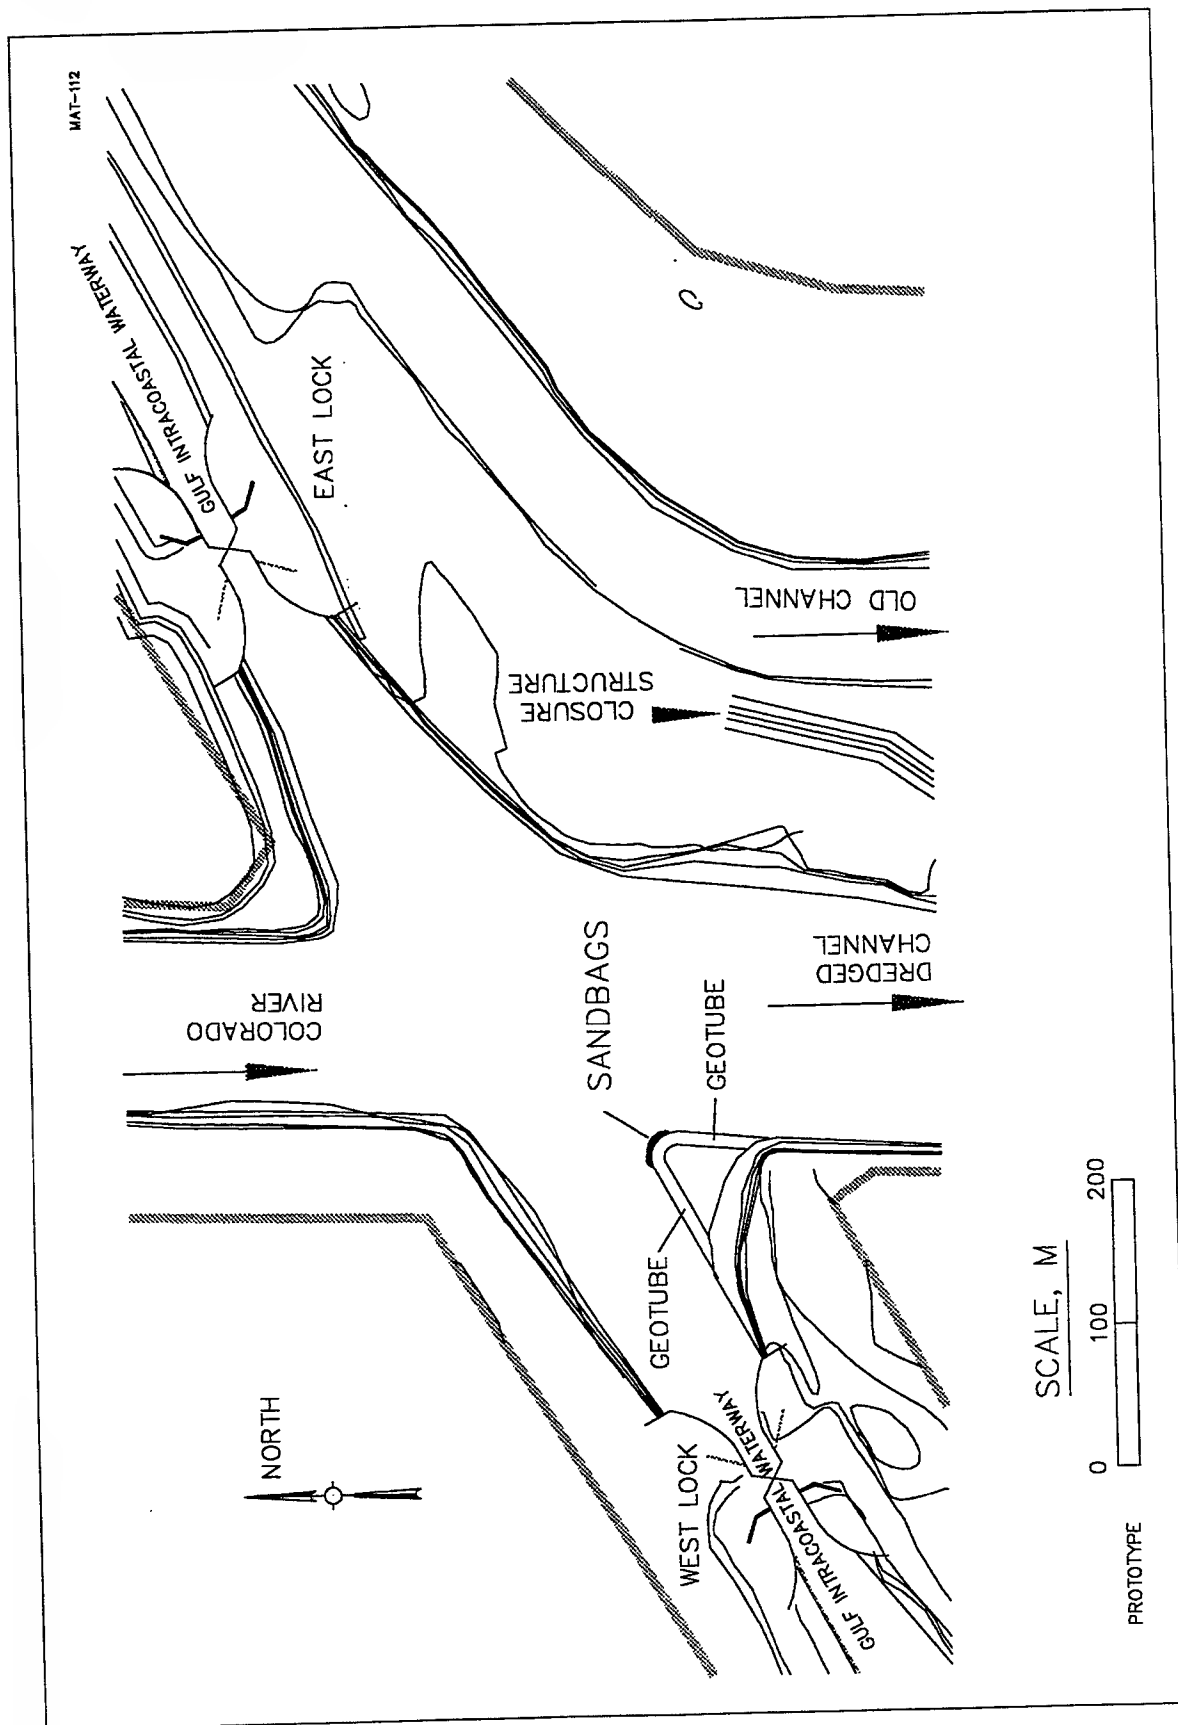 MAT-112
GULF INTRACOASTAL WATERWAY
EAST LOCK
OLD CHANNEL
CLOSURE
STRUCTURE
COLORADO
RIVER
SANDBAGS
DREDGED
CHANNEL
GEOTUBE
GEOTUBE
NORTH
WEST LOCK
GULF INTRACOASTAL WATERWAY
SCALE, M
0 100 200
PROTOTYPE